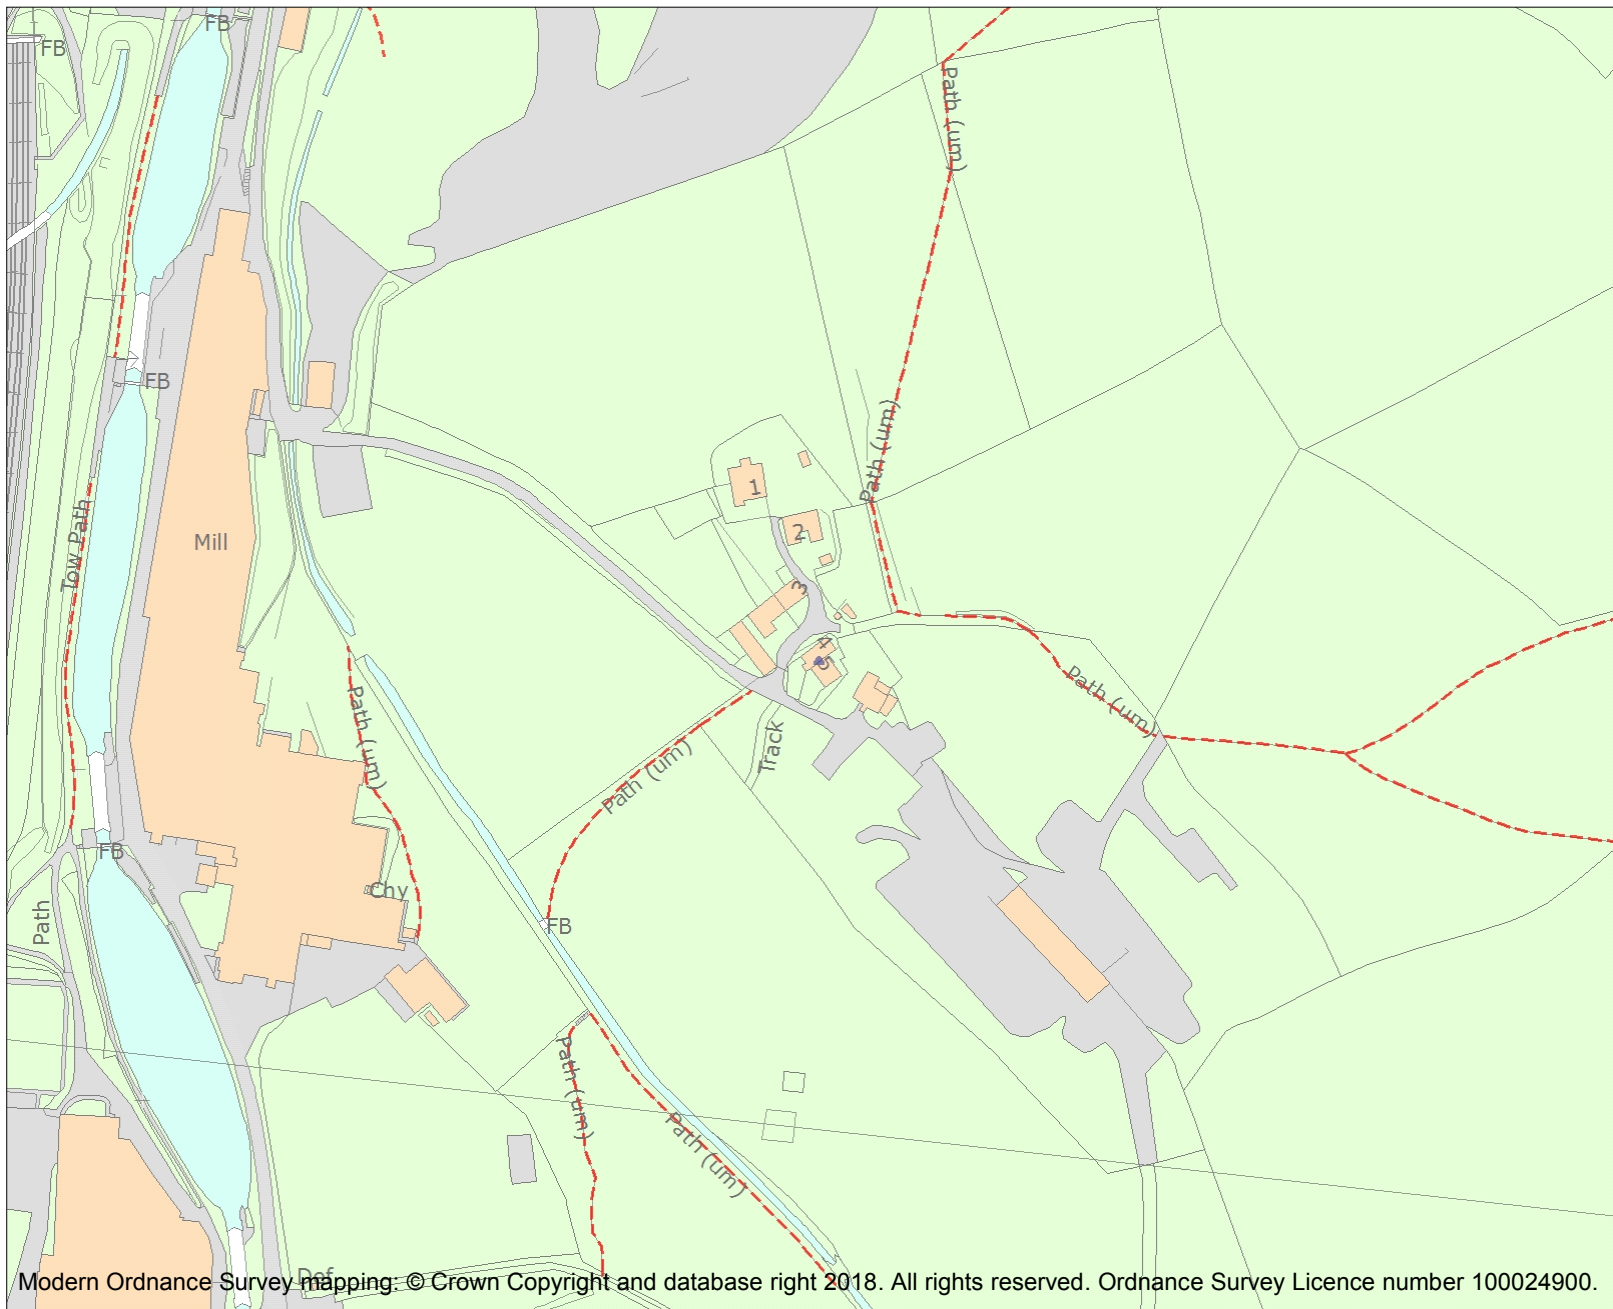 FB
FB
Path (um)
FB
Path (um)
1
Tow Path
2
Mill
3
4
5
Path (um)
Path (um)
Track
Path (um)
FB
Chy
Path
FB
Path (um)
Path (um)
Def
Modern Ordnance Survey mapping: © Crown Copyright and database right 2018. All rights reserved. Ordnance Survey Licence number 100024900.